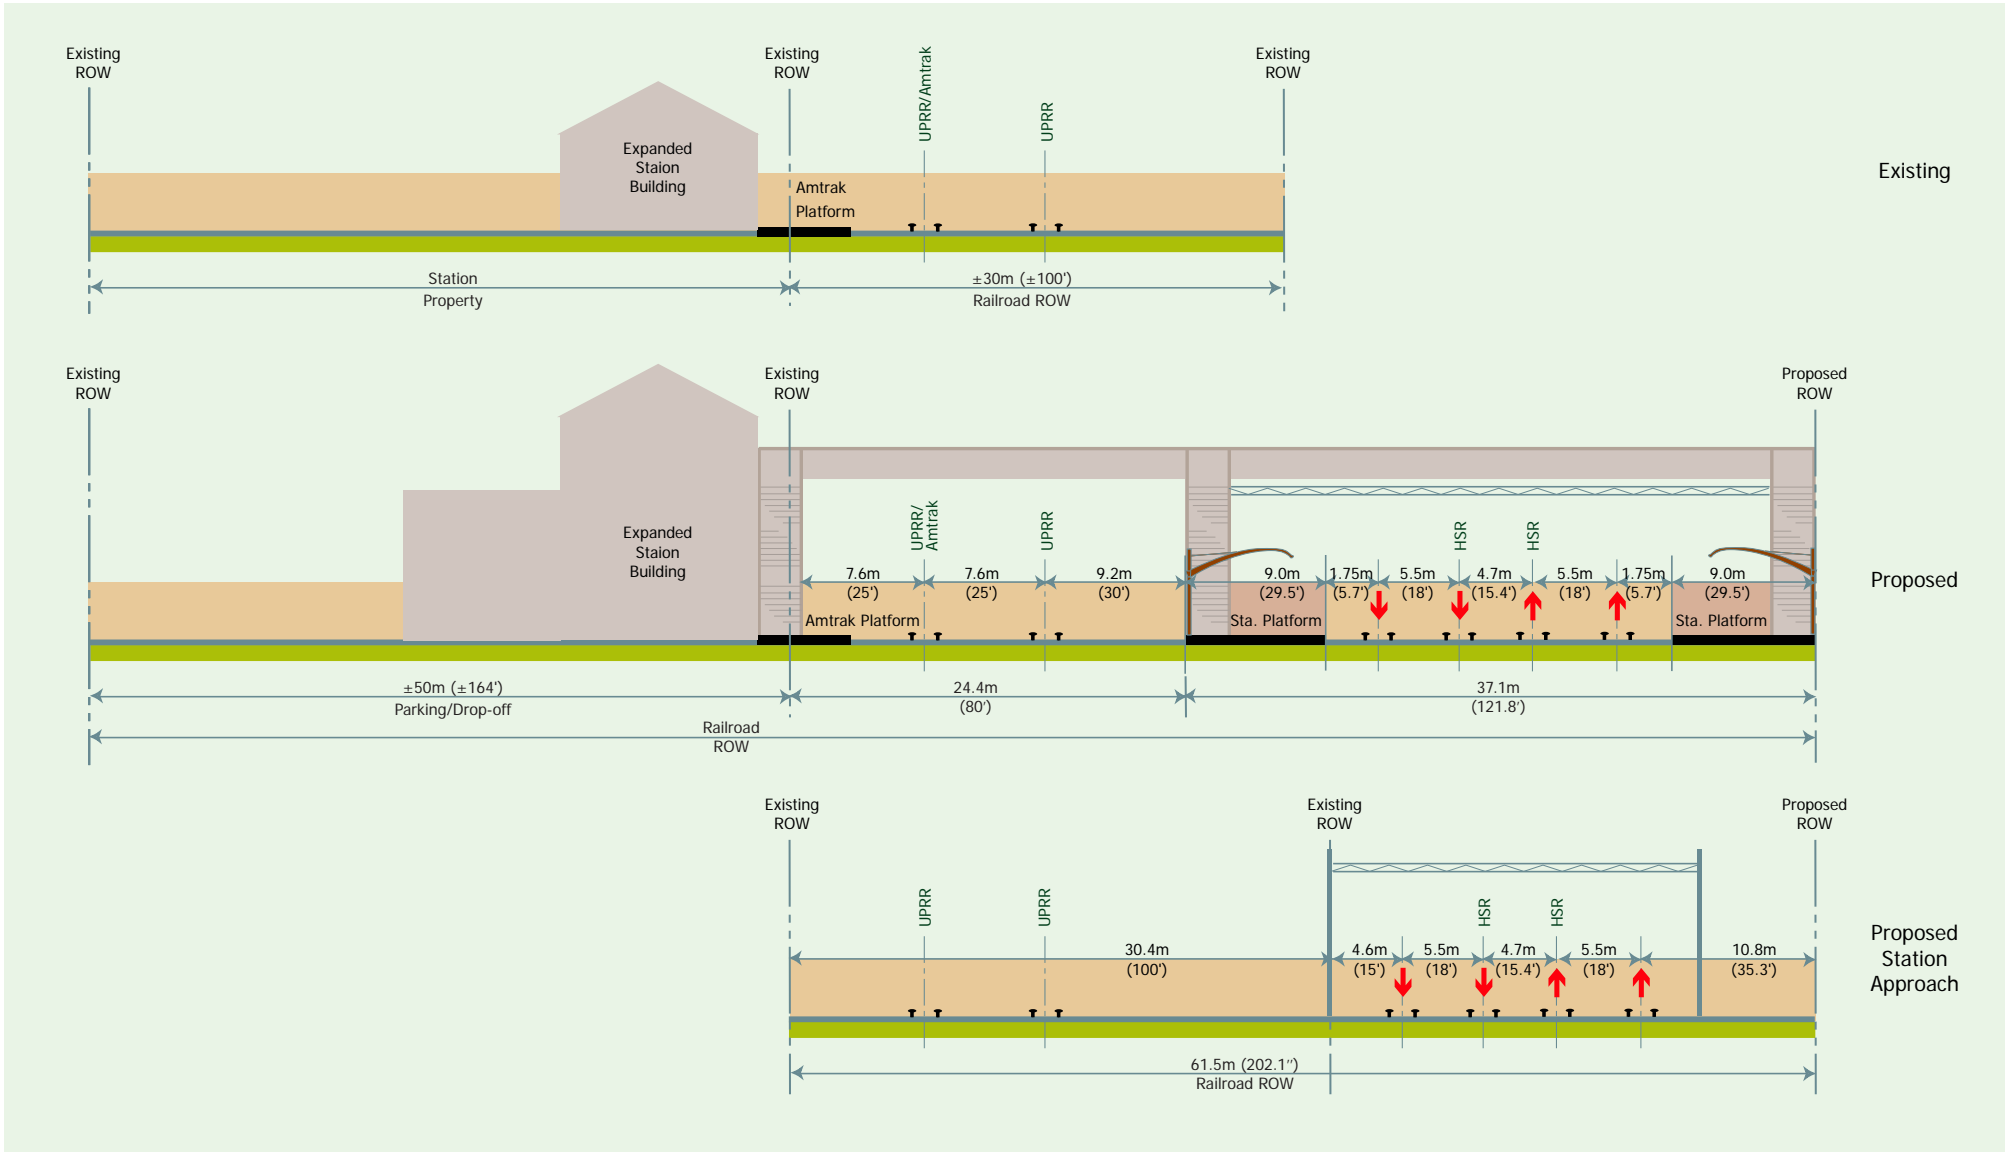 Existing
ROW
Existing
ROW
Existing
ROW
UPRR/Amtrak
UPRR
Expanded
Staion
Building
Amtrak
Platform
Existing
Station
Property
±30m (±100')
Railroad ROW
Existing
ROW
Existing
ROW
Proposed
ROW
Expanded
Staion
Building
UPRR/
Amtrak
UPRR
HSR
HSR
7.6m
(25')
7.6m
(25')
9.2m
(30')
9.0m
(29.5')
1.75m
(5.7')
5.5m
(18')
4.7m
(15.4')
5.5m
(18')
1.75m
(5.7')
9.0m
(29.5')
Amtrak Platform
Sta. Platform
Sta. Platform
Proposed
±50m (±164')
Parking/Drop-off
24.4m
(80')
37.1m
(121.8')
Railroad
ROW
Existing
ROW
Existing
ROW
Proposed
ROW
UPRR
UPRR
HSR
HSR
30.4m
(100')
4.6m
(15')
5.5m
(18')
4.7m
(15.4')
5.5m
(18')
10.8m
(35.3')
Proposed
Station
Approach
61.5m (202.1'')
Railroad ROW